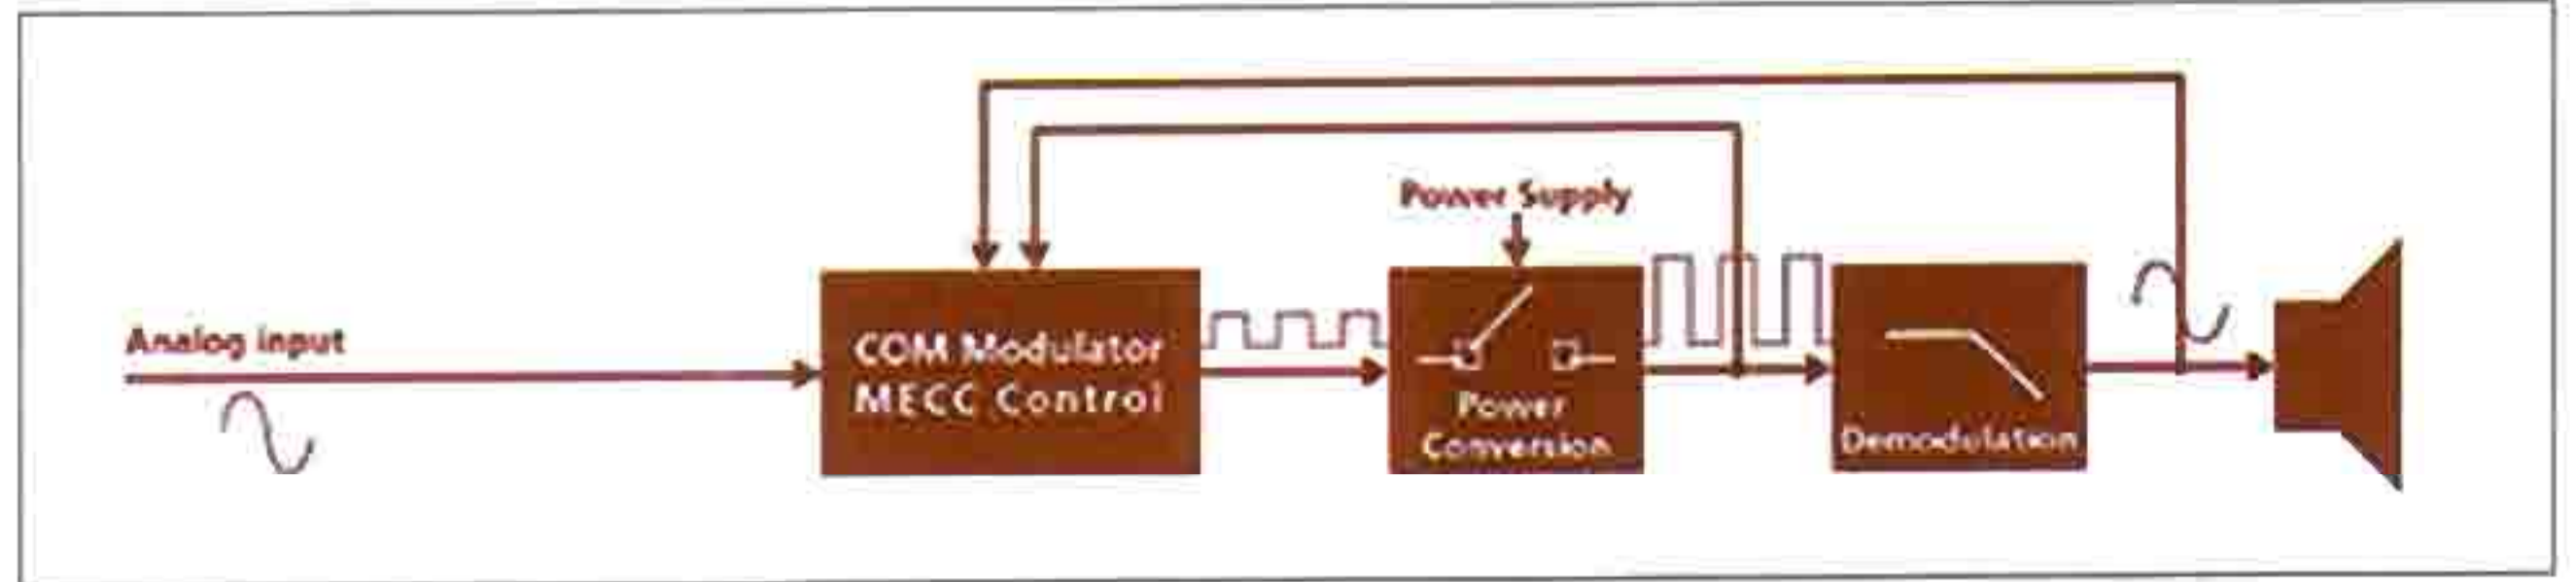 Power Supply
Analog input
COM Modulator
MECC Control
Power
Conversion
Demodulation